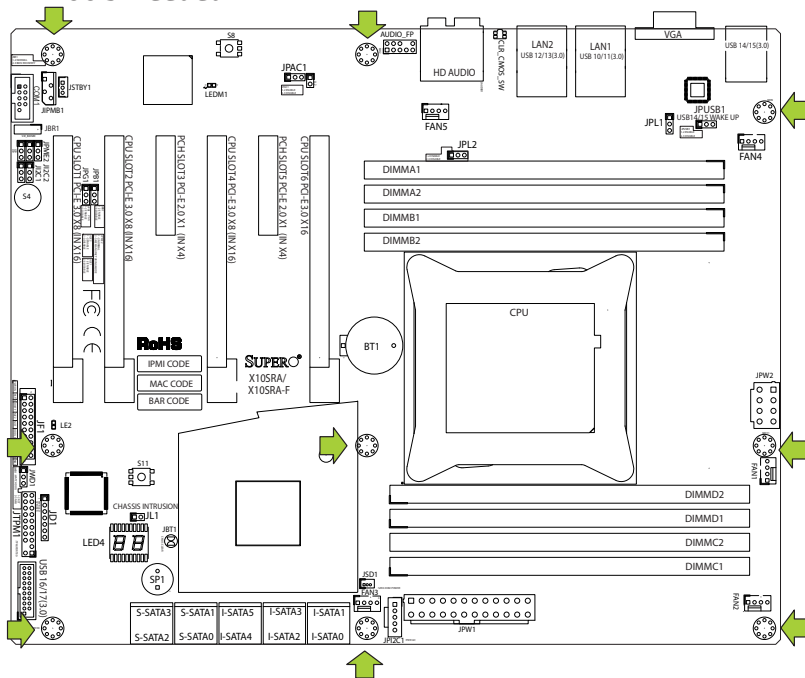 S8
AUDIO_FP
CLR_CMOS_SW
LAN2
USB 12/13(3.0)
LAN1
USB 10/11(3.0)
VGA
USB 14/15(3.0)
HD AUDIO
JPAC1
LEDM1
COM1
JIPMB1
JSTBY1
JBR1
FAN5
JPL2
JPL1
JPUSB1
USB14/15 WAKE UP
FAN4
JPME2
JI2C1
JI2C2
S4
JPG1
JPB1
CPU SLOT1 PCI-E 3.0 X8 (IN X16)
CPU SLOT2 PCI-E 3.0 X8 (IN X16)
PCH SLOT3 PCI-E 2.0 X1 (IN X4)
CPU SLOT4 PCI-E3.0 X8 (IN X16)
PCH SLOT5 PCI-E 2.0 X1 (IN X4)
CPU SLOT6 PCI-E 3.0 X16
DIMMA1
DIMMA2
DIMMB1
DIMMB2
CPU
FC CE
RoHS
IPMI CODE
MAC CODE
BAR CODE
SUPERO
X10SRA/
X10SRA-F
BT1
JPW2
JF1
LE2
JMD1
JTPM1
JD1
S11
CHASSIS INTRUSION
JL1
JBT1
LED4
SP1
FAN1
DIMMD2
DIMMD1
DIMMC2
DIMMC1
USB 16/17(3.0)
JSD1
FAN3
FAN2
S-SATA3
S-SATA1
I-SATA5
I-SATA3
I-SATA1
S-SATA2
S-SATA0
I-SATA4
I-SATA2
I-SATA0
JPI2C1
JPW1